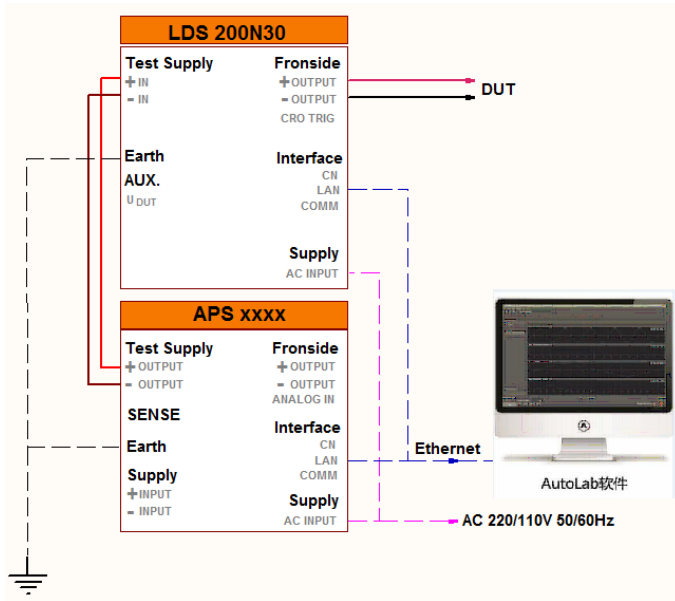 LDS 200N30
Test Supply
+ IN
- IN
Earth
AUX.
U DUT
Fronside
+ OUTPUT
- OUTPUT
CRO TRIG
Interface
CN
LAN
COMM
Supply
AC INPUT
DUT
APS xxxx
Test Supply
+ OUTPUT
- OUTPUT
SENSE
Earth
Supply
+ INPUT
- INPUT
Fronside
+ OUTPUT
- OUTPUT
ANALOG IN
Interface
CN
LAN
COMM
Supply
AC INPUT
Ethernet
AutoLab软件
AC 220/110V 50/60Hz